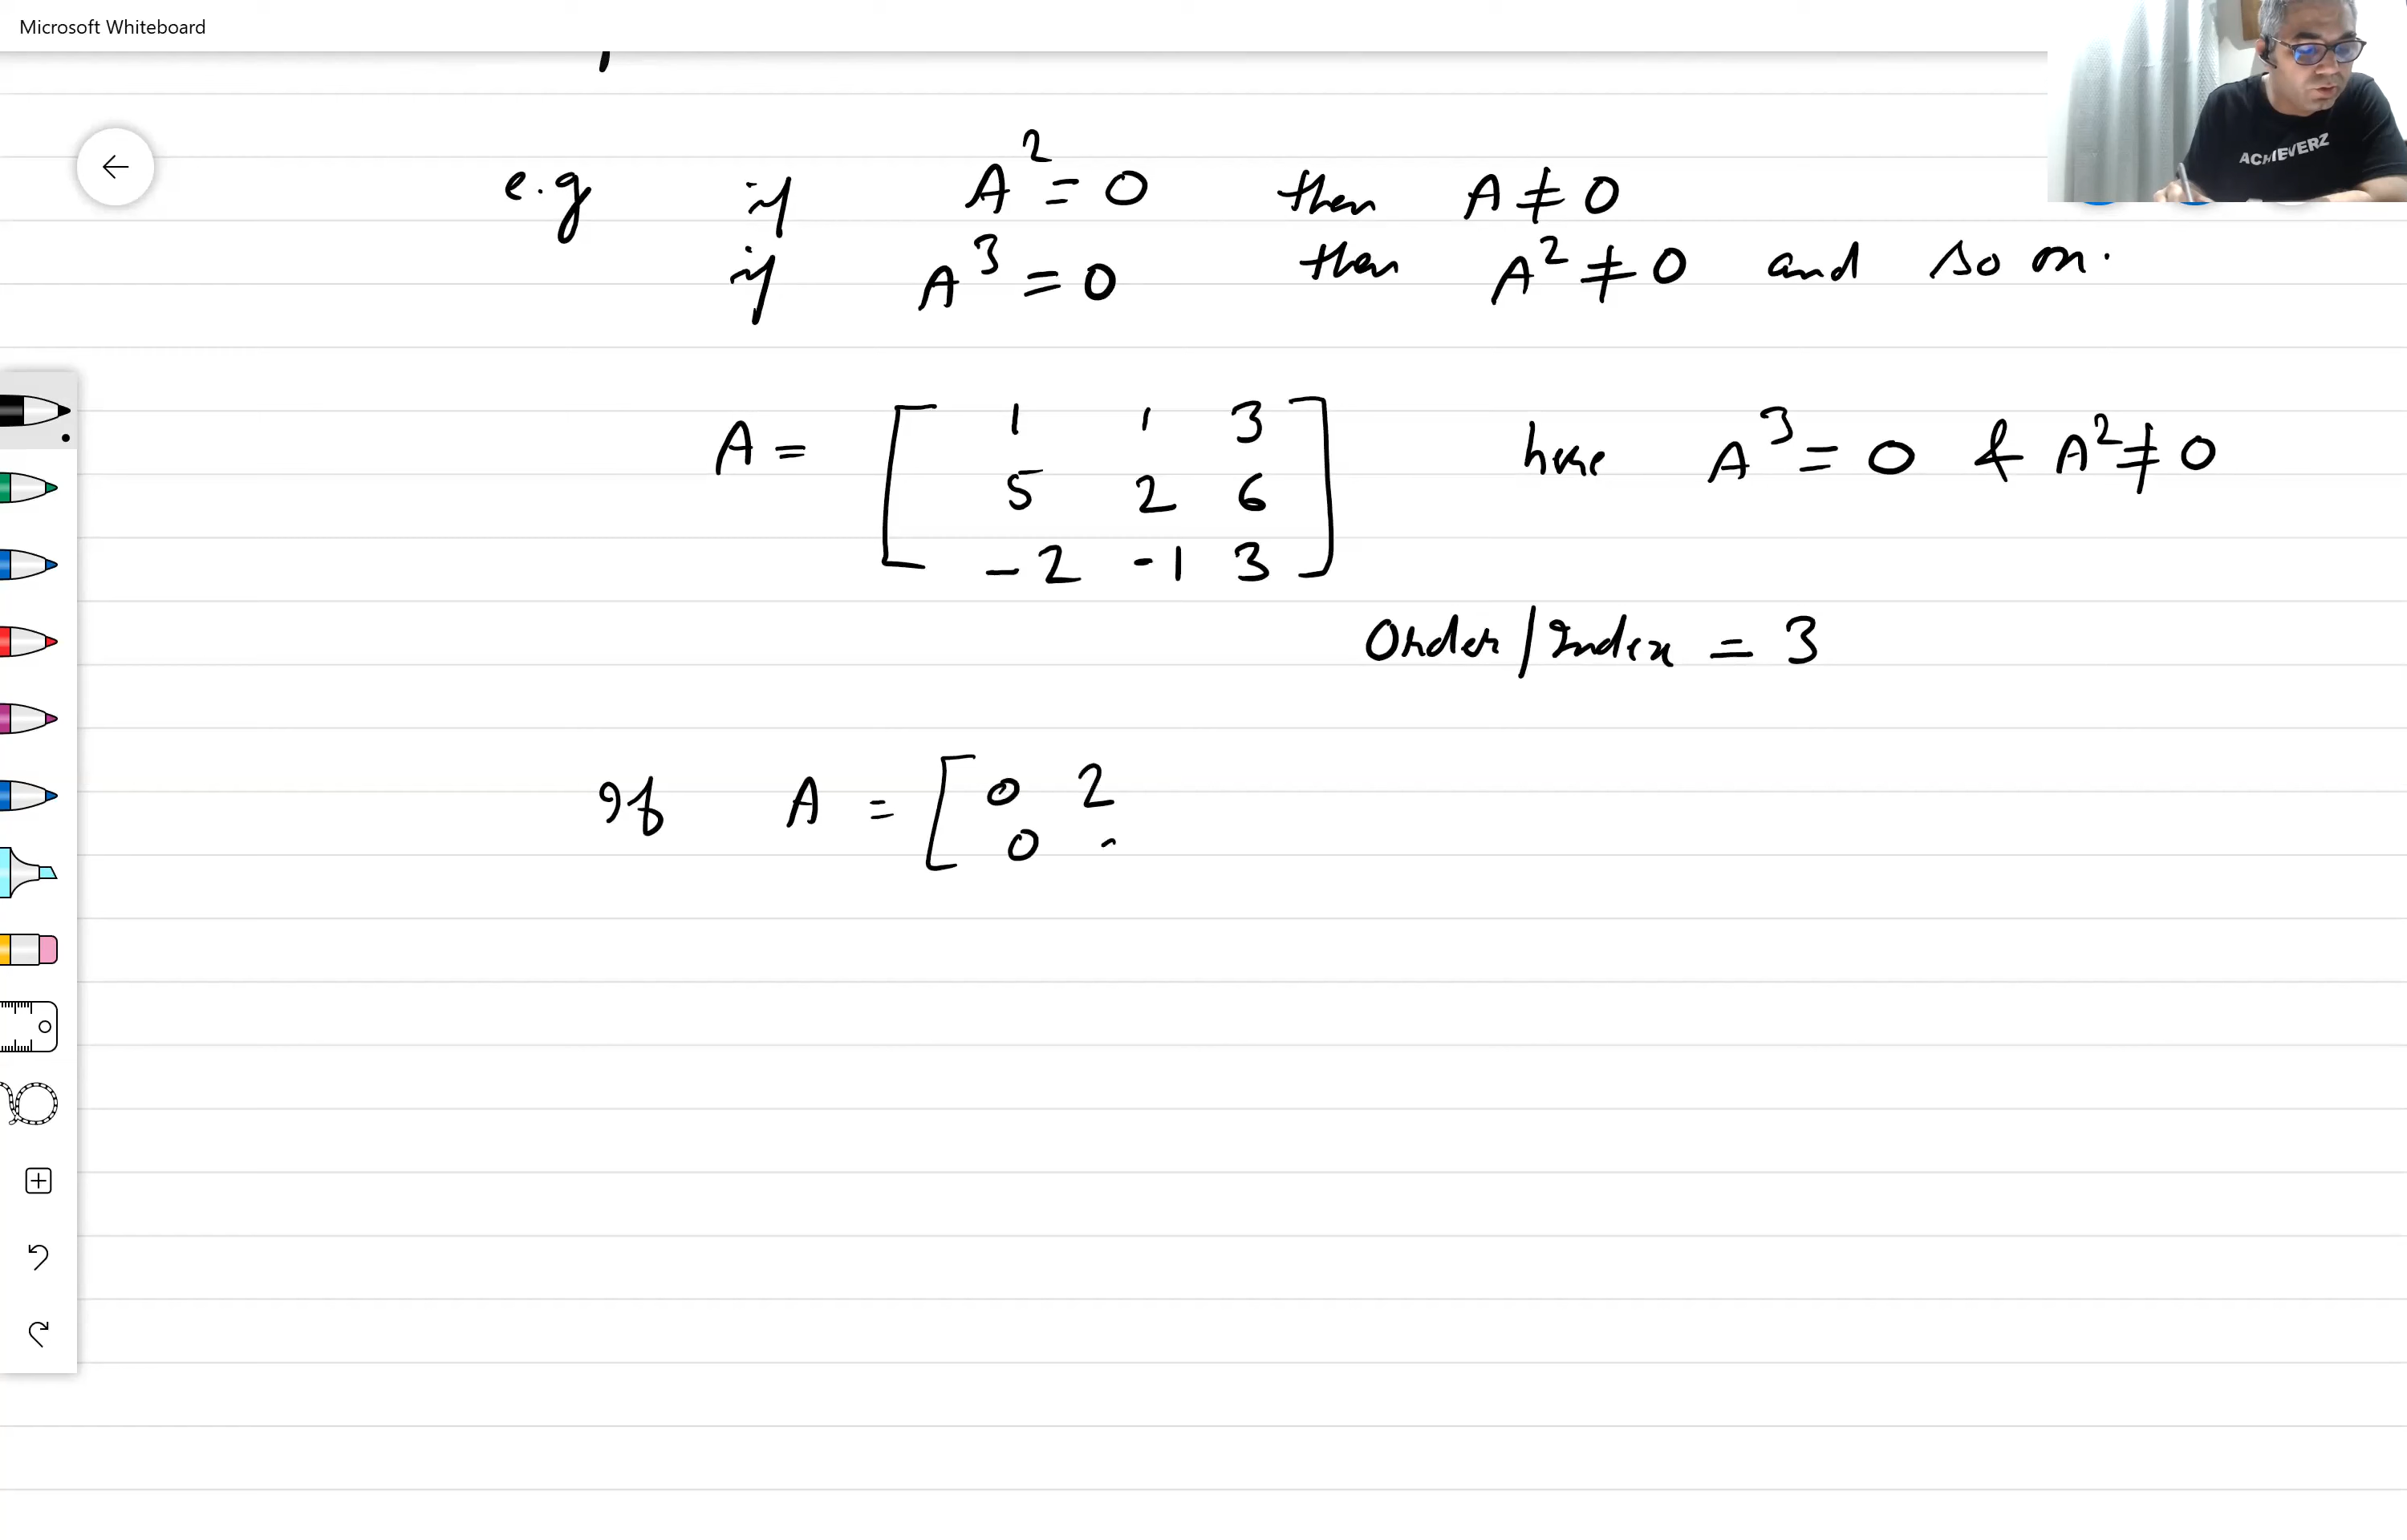 Microsoft Whiteboard
ACHIEVERZ
e.g if A² = 0 then A ≠ 0
if A³ = 0 then A² ≠ 0 and so on.
A = [ 1 1 3
5 2 6
-2 -1 3 ] here A³ = 0 & A² ≠ 0
Order/Index = 3
If A = [ 0 2
0